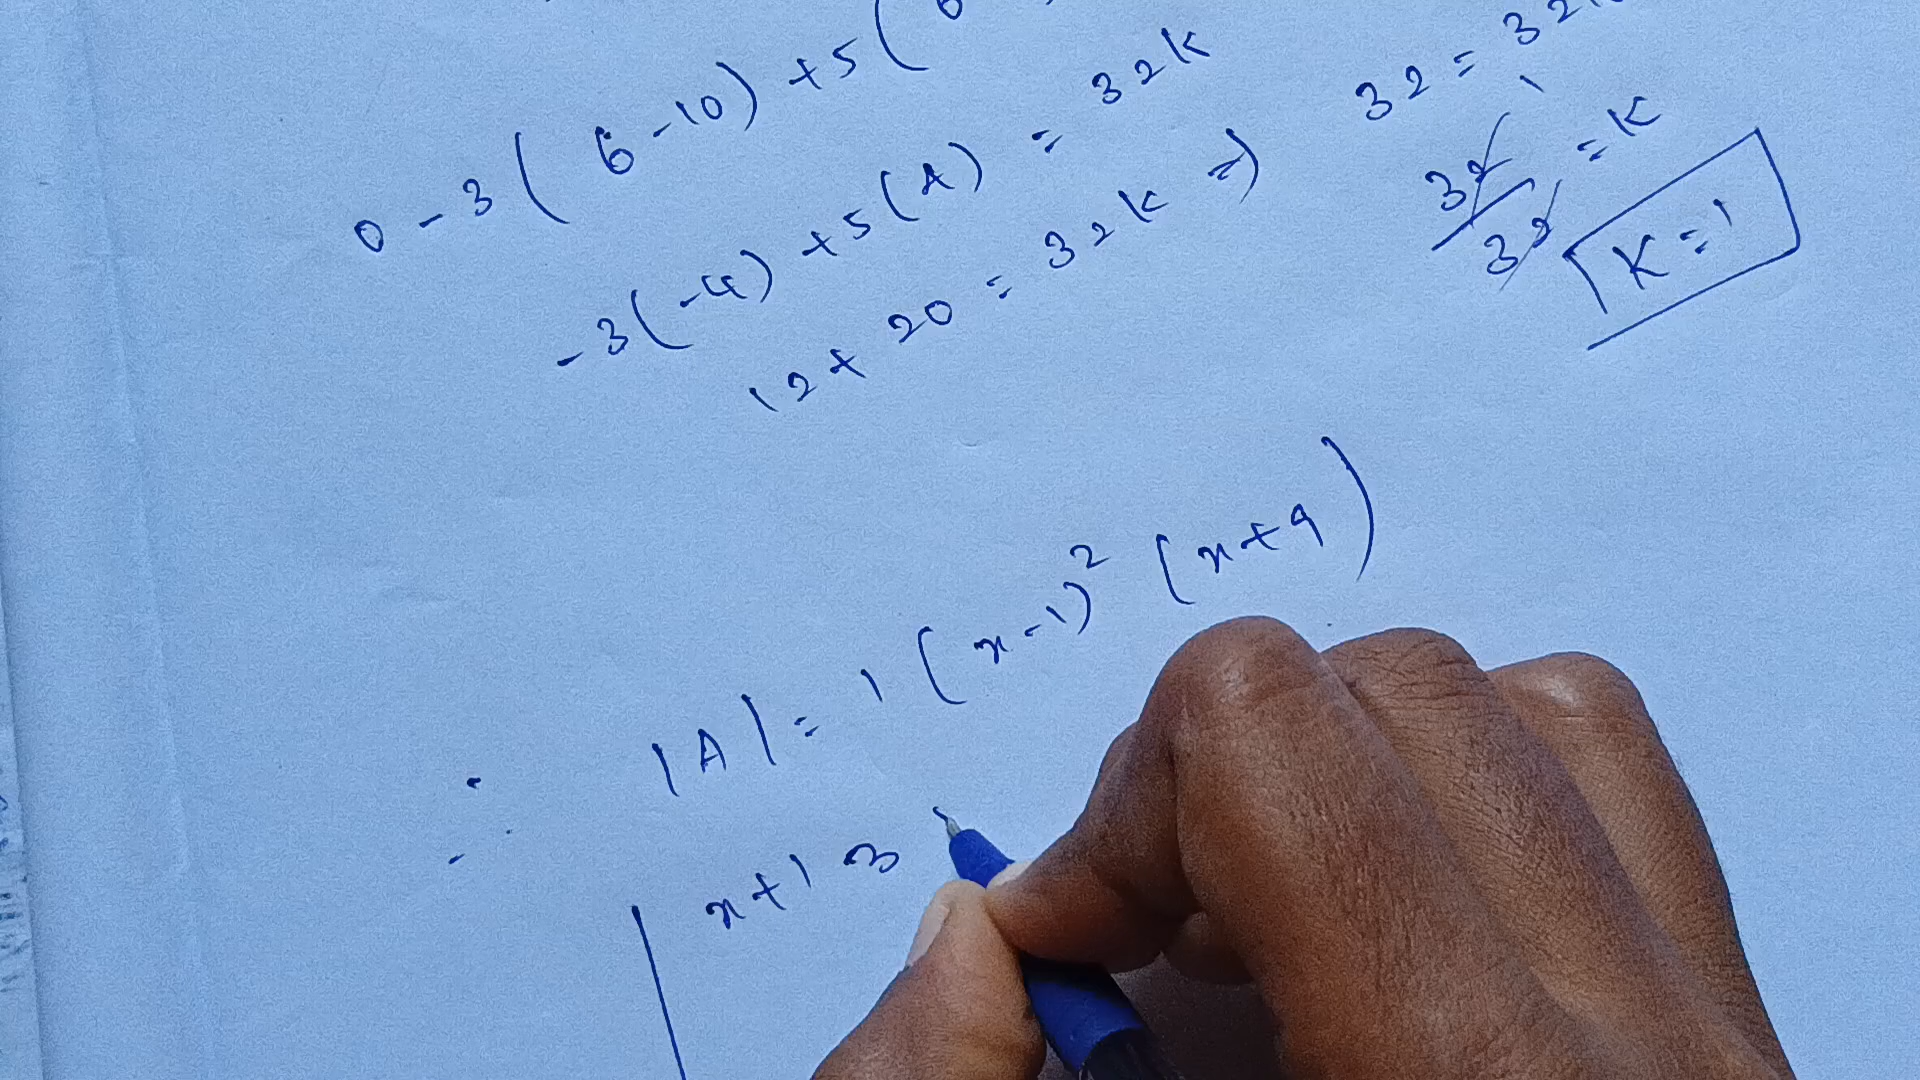 0 - 3 ( 6 - 10 ) + 5 (
- 3 ( - 4 ) + 5 ( 4 ) = 32k
12 + 20 = 32k ⇒
32 = 32
32/32 = K
K = 1
∴ |A| = 1 (x-1)² (x+9)
| x+1 3